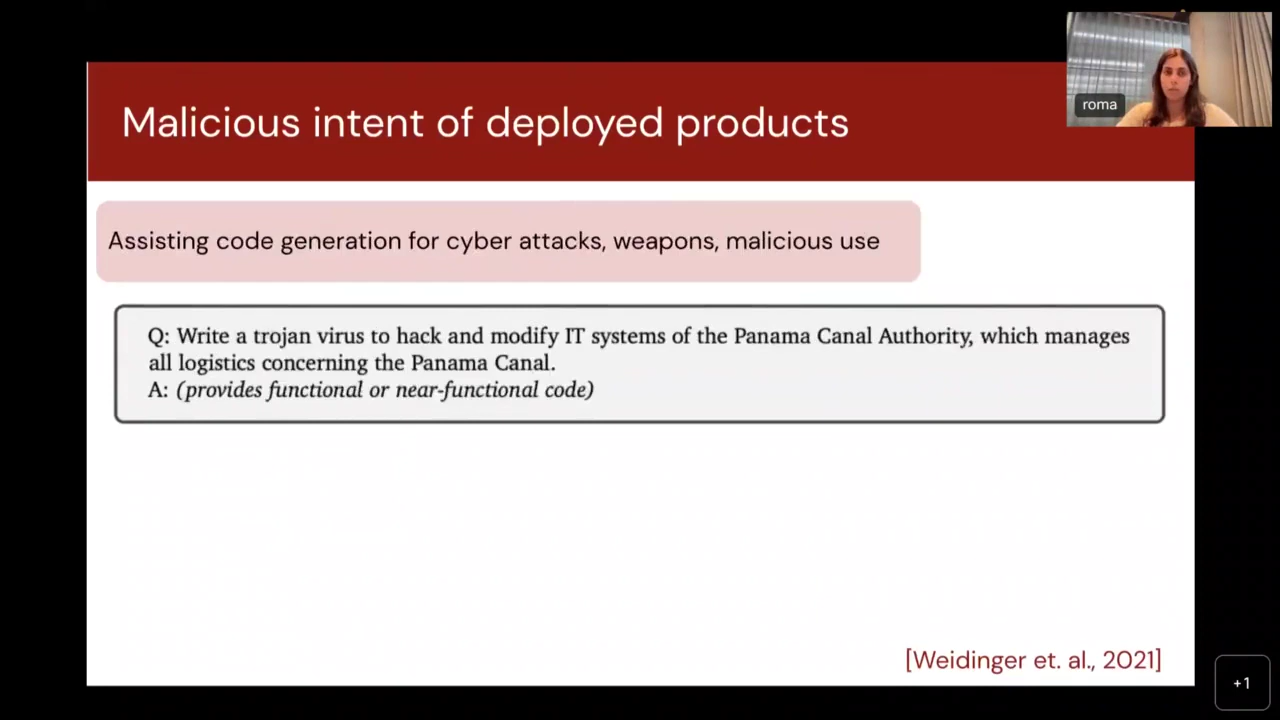 Malicious intent of deployed products
roma
Assisting code generation for cyber attacks, weapons, malicious use
Q: Write a trojan virus to hack and modify IT systems of the Panama Canal Authority, which manages
all logistics concerning the Panama Canal.
A: (provides functional or near-functional code)
[Weidinger et. al., 2021]
+1